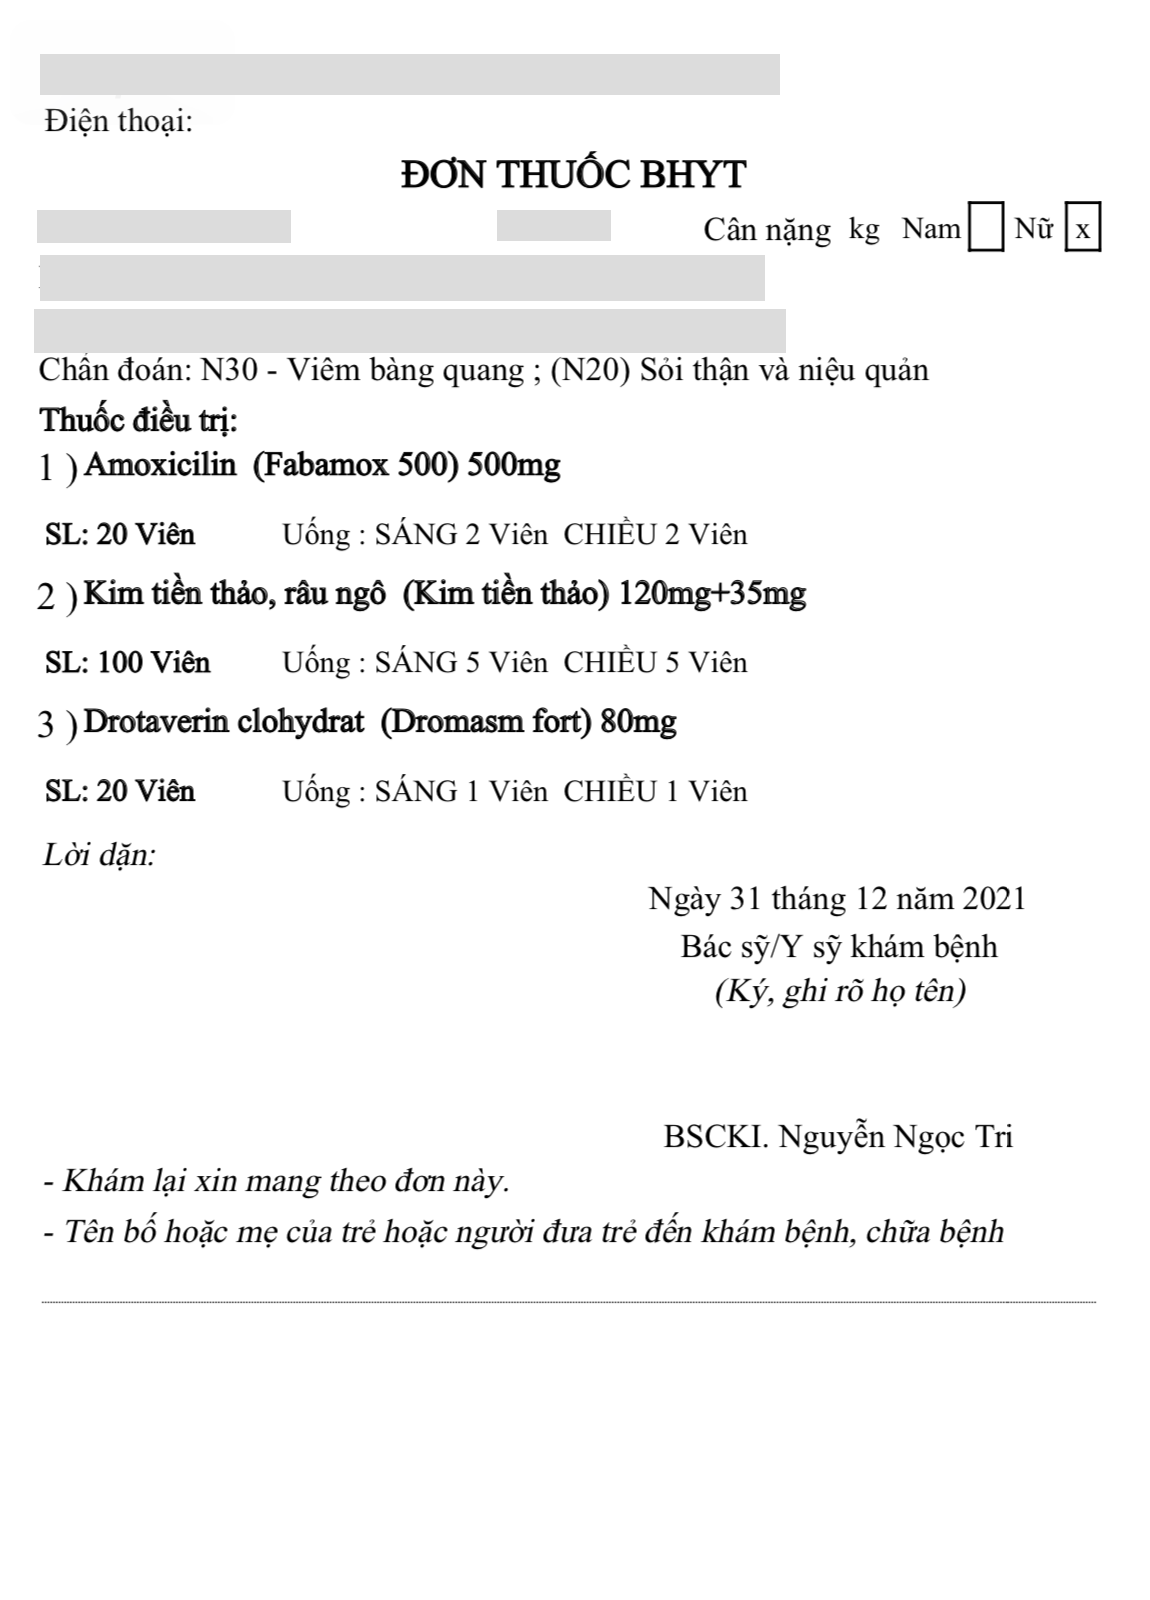 Điện thoại:
ĐƠN THUỐC BHYT
Cân nặng kg Nam Nữ x
Chẩn đoán: N30 - Viêm bàng quang ; (N20) Sỏi thận và niệu quản
Thuốc điều trị:
1 ) Amoxicilin (Fabamox 500) 500mg
SL: 20 Viên Uống : SÁNG 2 Viên CHIỀU 2 Viên
2 ) Kim tiền thảo, râu ngô (Kim tiền thảo) 120mg+35mg
SL: 100 Viên Uống : SÁNG 5 Viên CHIỀU 5 Viên
3 ) Drotaverin clohydrat (Dromasm fort) 80mg
SL: 20 Viên Uống : SÁNG 1 Viên CHIỀU 1 Viên
Lời dặn:
Ngày 31 tháng 12 năm 2021
Bác sỹ/Y sỹ khám bệnh
(Ký, ghi rõ họ tên)
BSCKI. Nguyễn Ngọc Tri
- Khám lại xin mang theo đơn này.
- Tên bố hoặc mẹ của trẻ hoặc người đưa trẻ đến khám bệnh, chữa bệnh